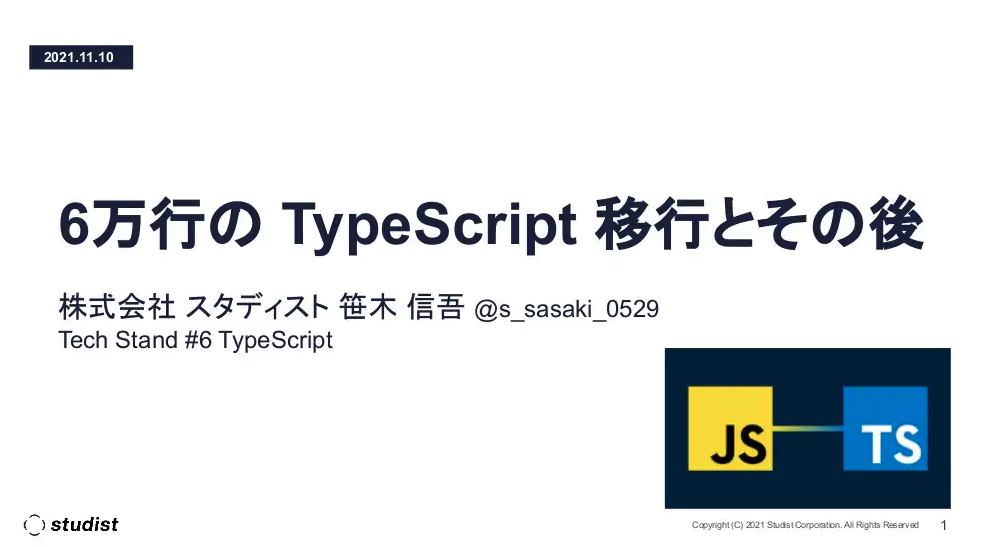 2021.11.10
6万行の TypeScript 移行とその後
株式会社 スタディスト 笹木 信吾 @s_sasaki_0529
Tech Stand #6 TypeScript
JS TS
studist
Copyright (C) 2021 Studist Corporation. All Rights Reserved 1